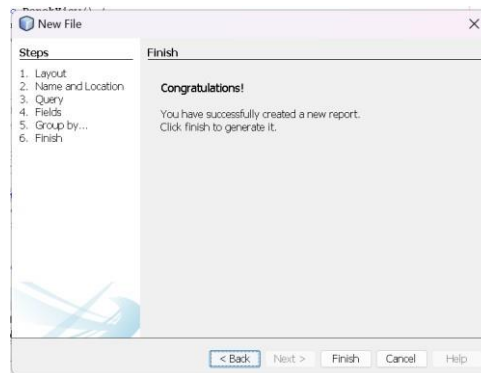 New File
Steps
1. Layout
2. Name and Location
3. Query
4. Fields
5. Group by...
6. Finish
Finish
Congratulations!
You have successfully created a new report.
Click finish to generate it.
< Back
Next >
Finish
Cancel
Help